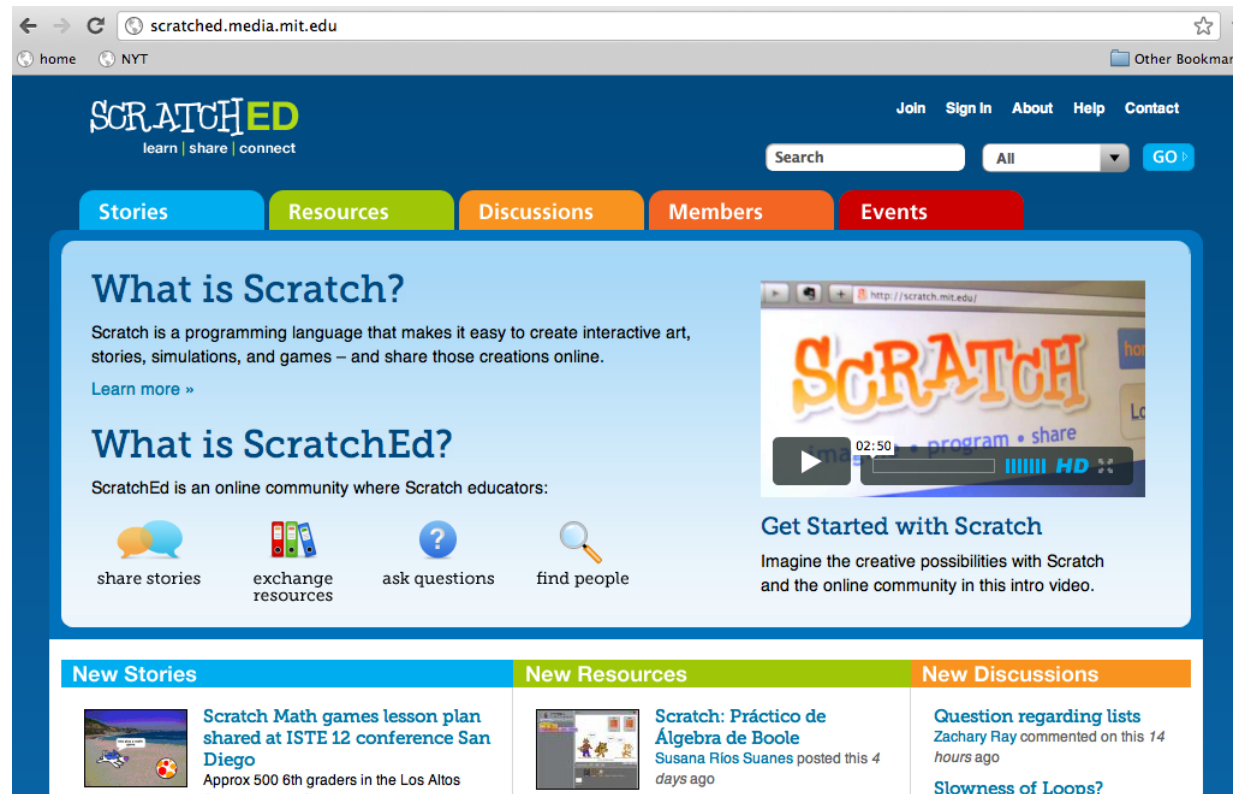 scratched.media.mit.edu
home NYT Other Bookmar
SCRATCHED
learn | share | connect
Join Sign In About Help Contact
Search All GO
Stories Resources Discussions Members Events
What is Scratch?
Scratch is a programming language that makes it easy to create interactive art,
stories, simulations, and games – and share those creations online.
Learn more »
What is ScratchEd?
ScratchEd is an online community where Scratch educators:
share stories
exchange
resources
ask questions
find people
http://scratch.mit.edu/
SCRATCH
program • share
02:50
HD
Get Started with Scratch
Imagine the creative possibilities with Scratch
and the online community in this intro video.
New Stories
Scratch Math games lesson plan
shared at ISTE 12 conference San
Diego
Approx 500 6th graders in the Los Altos
New Resources
Scratch: Práctico de
Álgebra de Boole
Susana Ríos Suanes posted this 4
days ago
New Discussions
Question regarding lists
Zachary Ray commented on this 14
hours ago
Slowness of Loops?